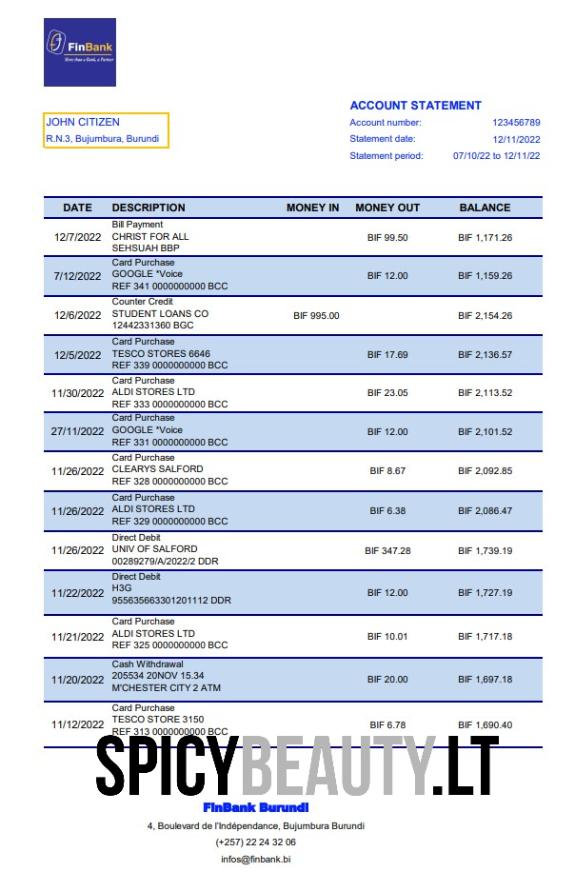 FinBank
More than a Bank, a Partner
JOHN CITIZEN
R.N.3, Bujumbura, Burundi
ACCOUNT STATEMENT
Account number: 123456789
Statement date: 12/11/2022
Statement period: 07/10/22 to 12/11/22
DATE DESCRIPTION MONEY IN MONEY OUT BALANCE
Bill Payment
12/7/2022 CHRIST FOR ALL BIF 99.50 BIF 1,171.26
SEHSUAH BBP
Card Purchase
7/12/2022 GOOGLE *Voice BIF 12.00 BIF 1,159.26
REF 341 0000000000 BCC
Counter Credit
12/6/2022 STUDENT LOANS CO BIF 995.00 BIF 2,154.26
12442331360 BGC
Card Purchase
12/5/2022 TESCO STORES 6646 BIF 17.69 BIF 2,136.57
REF 339 0000000000 BCC
Card Purchase
11/30/2022 ALDI STORES LTD BIF 23.05 BIF 2,113.52
REF 333 0000000000 BCC
Card Purchase
27/11/2022 GOOGLE *Voice BIF 12.00 BIF 2,101.52
REF 331 0000000000 BCC
Card Purchase
11/26/2022 CLEARYS SALFORD BIF 8.67 BIF 2,092.85
REF 328 0000000000 BCC
Card Purchase
11/26/2022 ALDI STORES LTD BIF 6.38 BIF 2,086.47
REF 329 0000000000 BCC
Direct Debit
11/26/2022 UNIV OF SALFORD BIF 347.28 BIF 1,739.19
00289279/A/2022/2 DDR
Direct Debit
11/22/2022 H3G BIF 12.00 BIF 1,727.19
955635663301201112 DDR
Card Purchase
11/21/2022 ALDI STORES LTD BIF 10.01 BIF 1,717.18
REF 325 0000000000 BCC
Cash Withdrawal
11/20/2022 205534 20NOV 15.34 BIF 20.00 BIF 1,697.18
M'CHESTER CITY 2 ATM
Card Purchase
11/12/2022 TESCO STORE 3150 BIF 6.78 BIF 1,690.40
REF 313 0000000000 BCC
SPICYBEAUTY.LT
FinBank Burundi
4, Boulevard de l'Indépendance, Bujumbura Burundi
(+257) 22 24 32 06
infos@finbank.bi